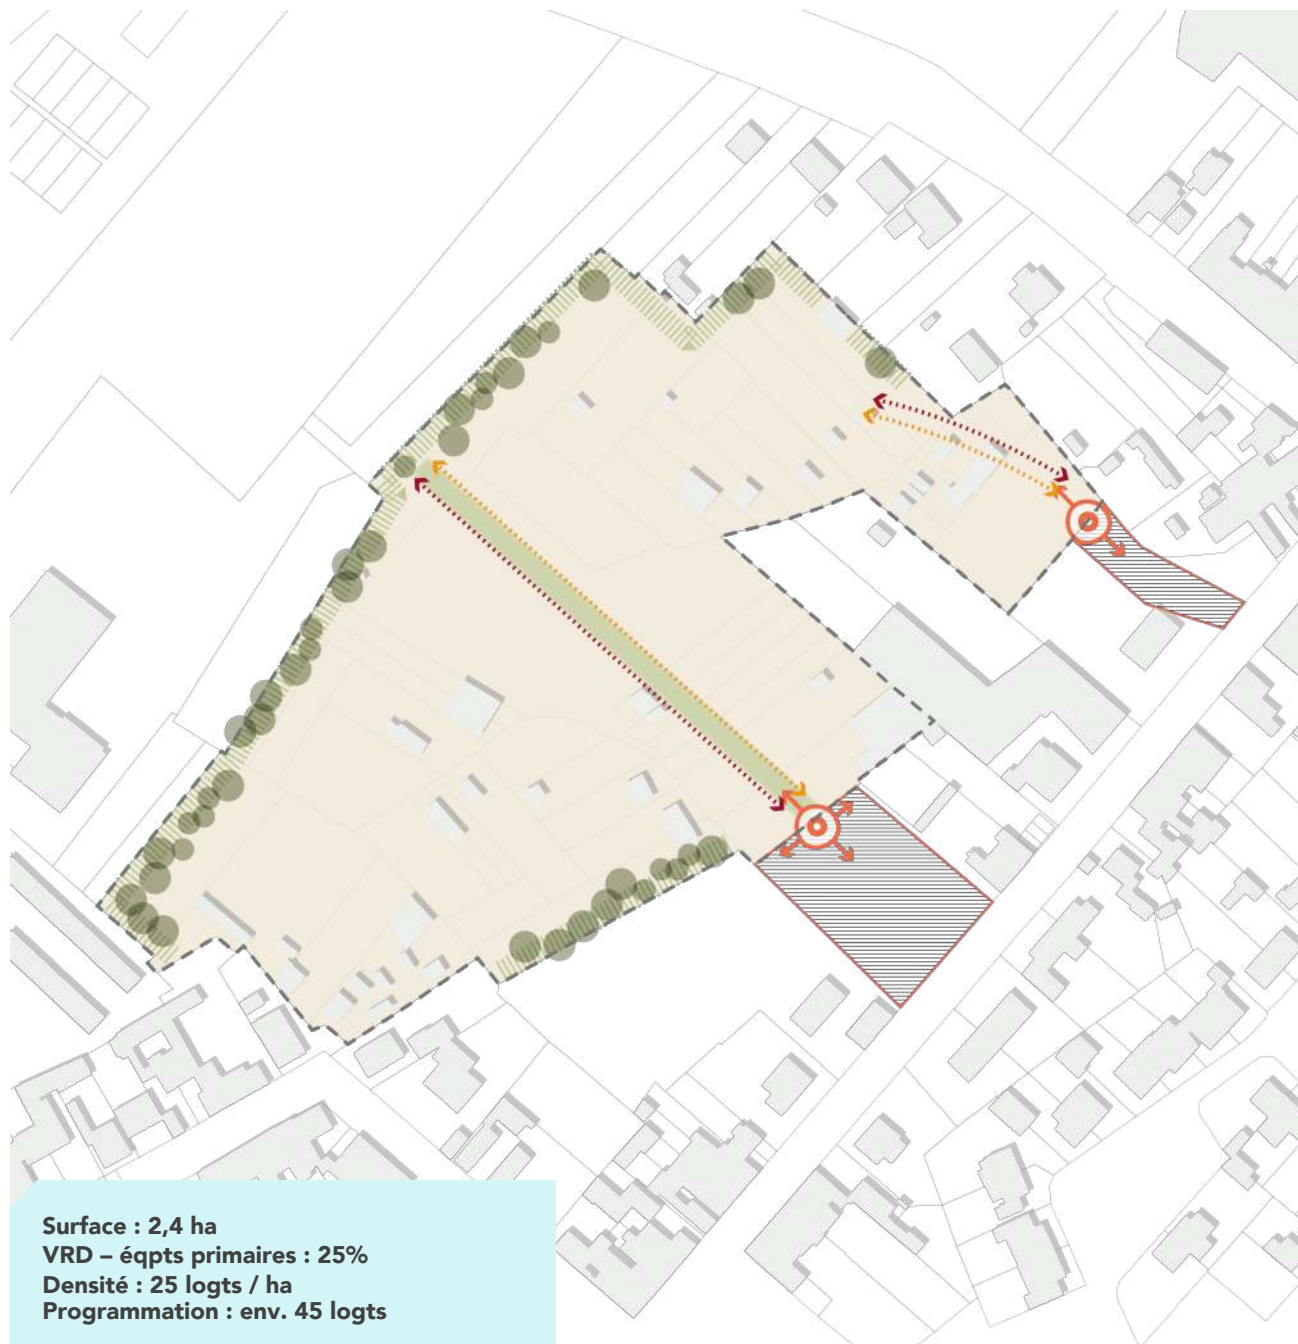 Surface : 2,4 ha
VRD – éqpts primaires : 25%
Densité : 25 logts / ha
Programmation : env. 45 logts